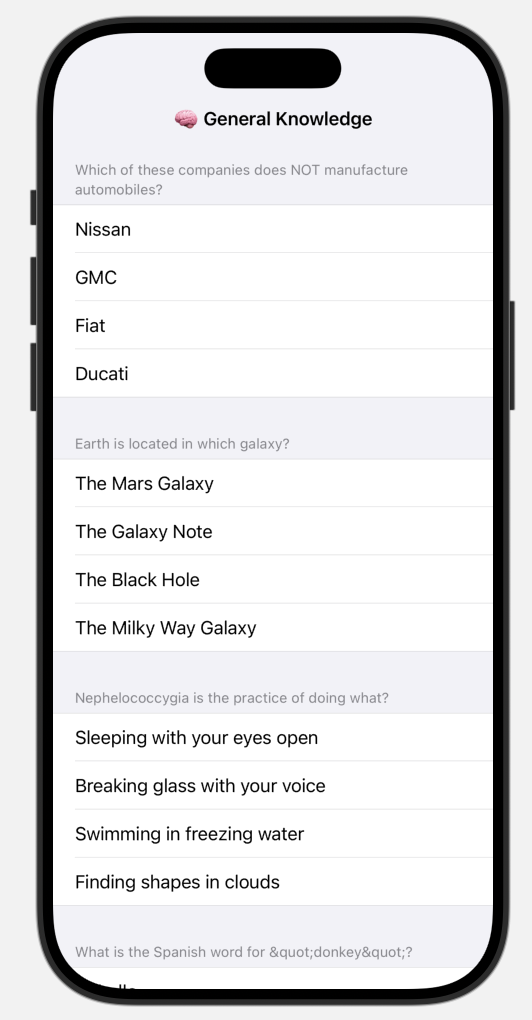 🧠 General Knowledge
Which of these companies does NOT manufacture
automobiles?
Nissan
GMC
Fiat
Ducati
Earth is located in which galaxy?
The Mars Galaxy
The Galaxy Note
The Black Hole
The Milky Way Galaxy
Nephelococcygia is the practice of doing what?
Sleeping with your eyes open
Breaking glass with your voice
Swimming in freezing water
Finding shapes in clouds
What is the Spanish word for &quot;donkey&quot;?